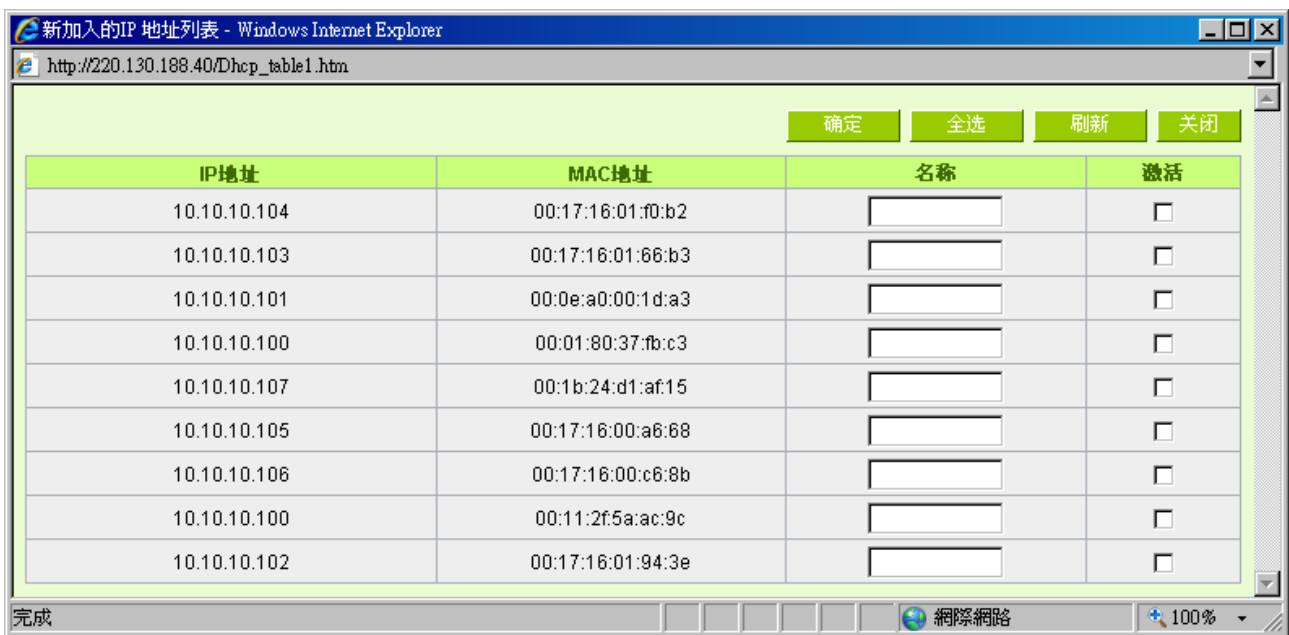 新加入的IP 地址列表 - Windows Internet Explorer
http://220.130.188.40/Dhcp_table1.htm
确定 全选 刷新 关闭
IP地址 MAC地址 名称 激活
10.10.10.104 00:17:16:01:f0:b2
10.10.10.103 00:17:16:01:66:b3
10.10.10.101 00:0e:a0:00:1d:a3
10.10.10.100 00:01:80:37:fb:c3
10.10.10.107 00:1b:24:d1:af:15
10.10.10.105 00:17:16:00:a6:68
10.10.10.106 00:17:16:00:c6:8b
10.10.10.100 00:11:2f:5a:ac:9c
10.10.10.102 00:17:16:01:94:3e
完成 網際網路 100%